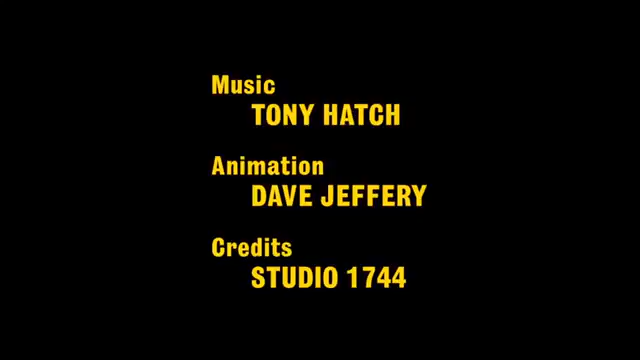 Music
TONY HATCH
Animation
DAVE JEFFERY
Credits
STUDIO 1744